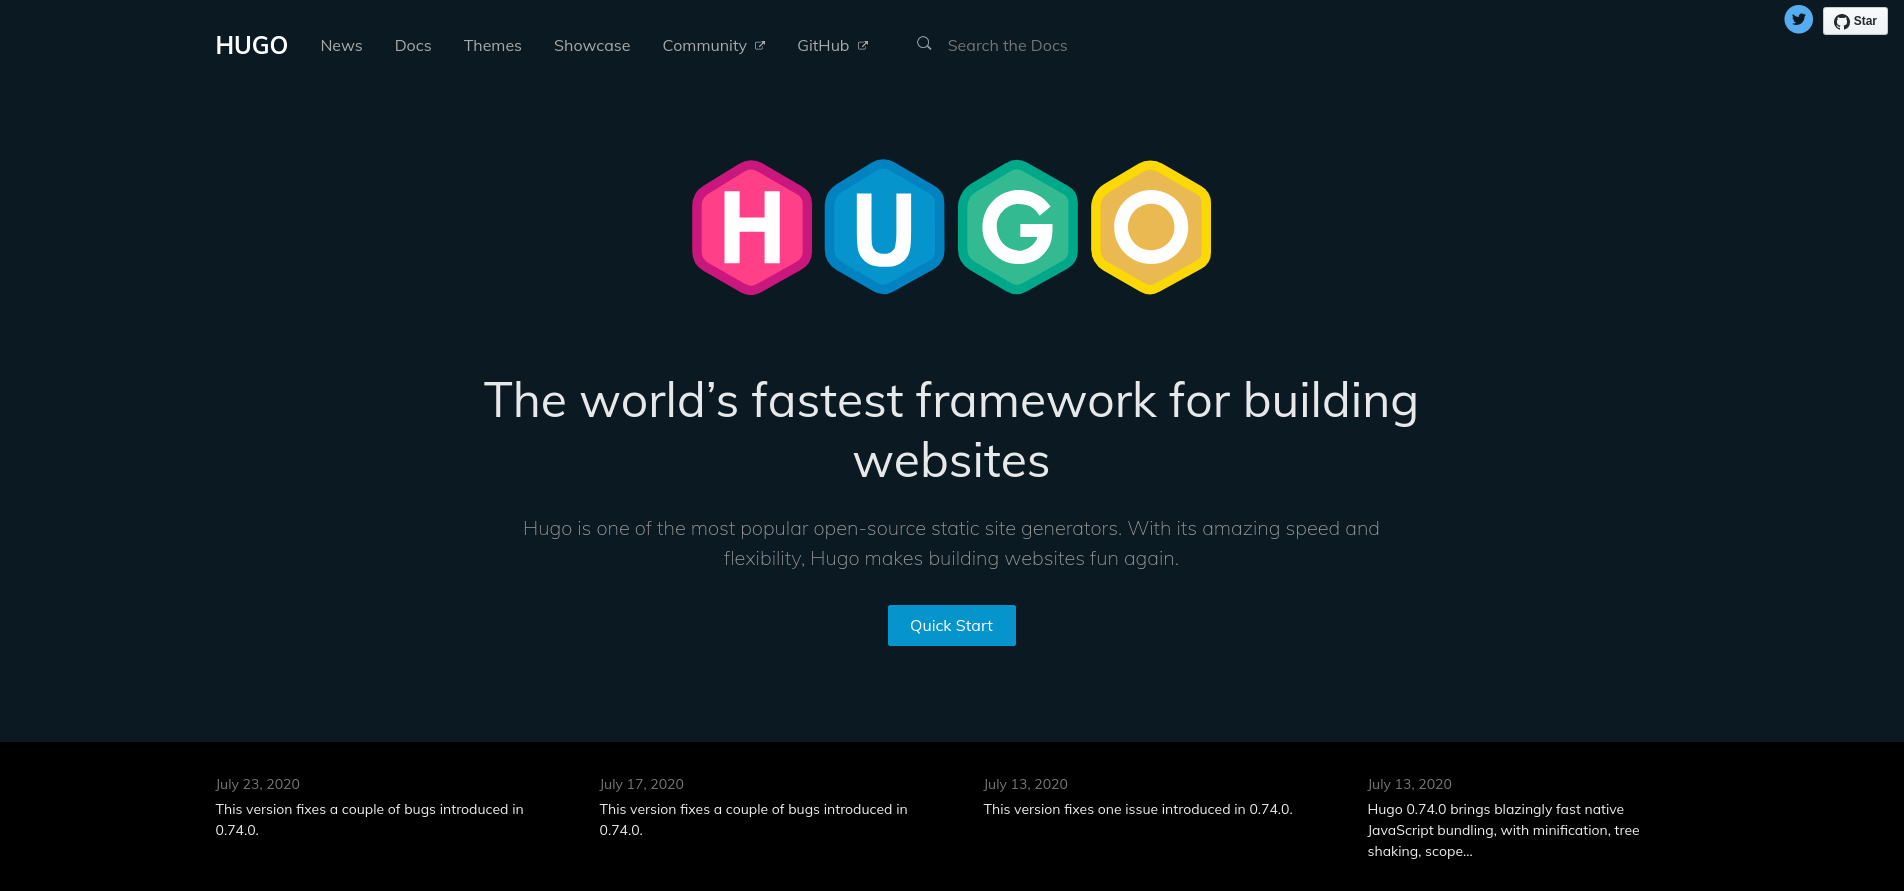 HUGO News Docs Themes Showcase Community GitHub Search the Docs Star
HUGO
The world’s fastest framework for building
websites
Hugo is one of the most popular open-source static site generators. With its amazing speed and
flexibility, Hugo makes building websites fun again.
Quick Start
July 23, 2020
This version fixes a couple of bugs introduced in
0.74.0.
July 17, 2020
This version fixes a couple of bugs introduced in
0.74.0.
July 13, 2020
This version fixes one issue introduced in 0.74.0.
July 13, 2020
Hugo 0.74.0 brings blazingly fast native
JavaScript bundling, with minification, tree
shaking, scope…